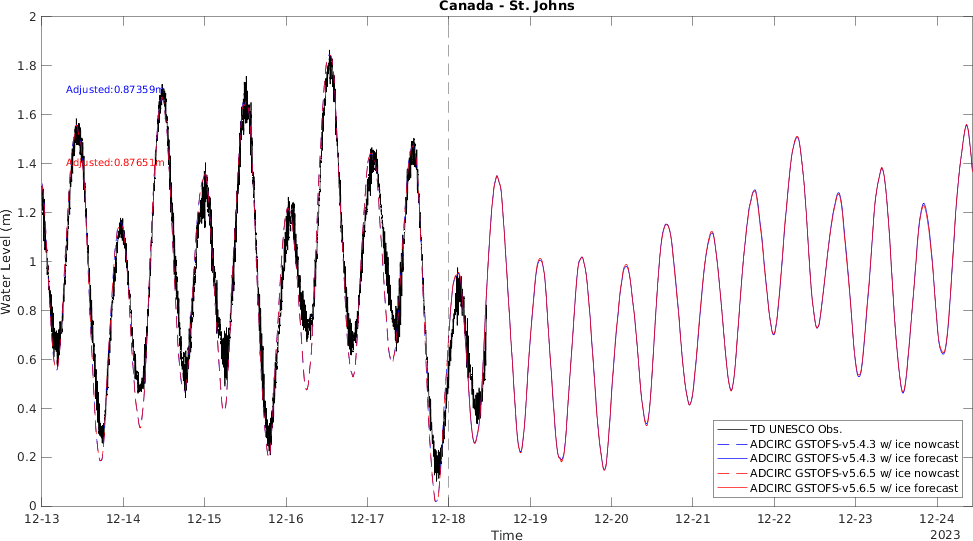 Canada - St. Johns
2
1.8
1.6
1.4
1.2
1
0.8
0.6
0.4
0.2
0
Water Level (m)
Adjusted:0.87359m
Adjusted:0.87651m
TD UNESCO Obs.
ADCIRC GSTOFS-v5.4.3 w/ ice nowcast
ADCIRC GSTOFS-v5.4.3 w/ ice forecast
ADCIRC GSTOFS-v5.6.5 w/ ice nowcast
ADCIRC GSTOFS-v5.6.5 w/ ice forecast
12-13 12-14 12-15 12-16 12-17 12-18 12-19 12-20 12-21 12-22 12-23 12-24
Time
2023